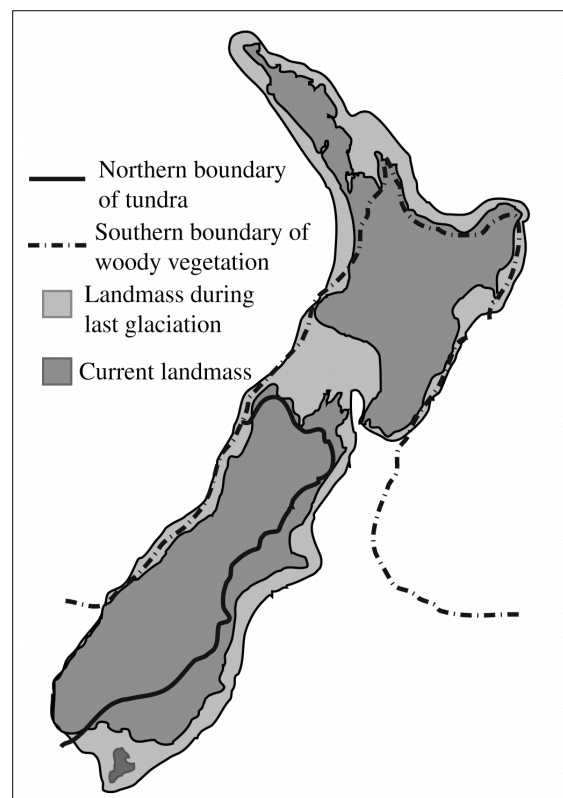 Northern boundary
of tundra
Southern boundary of
woody vegetation
Landmass during
last glaciation
Current landmass